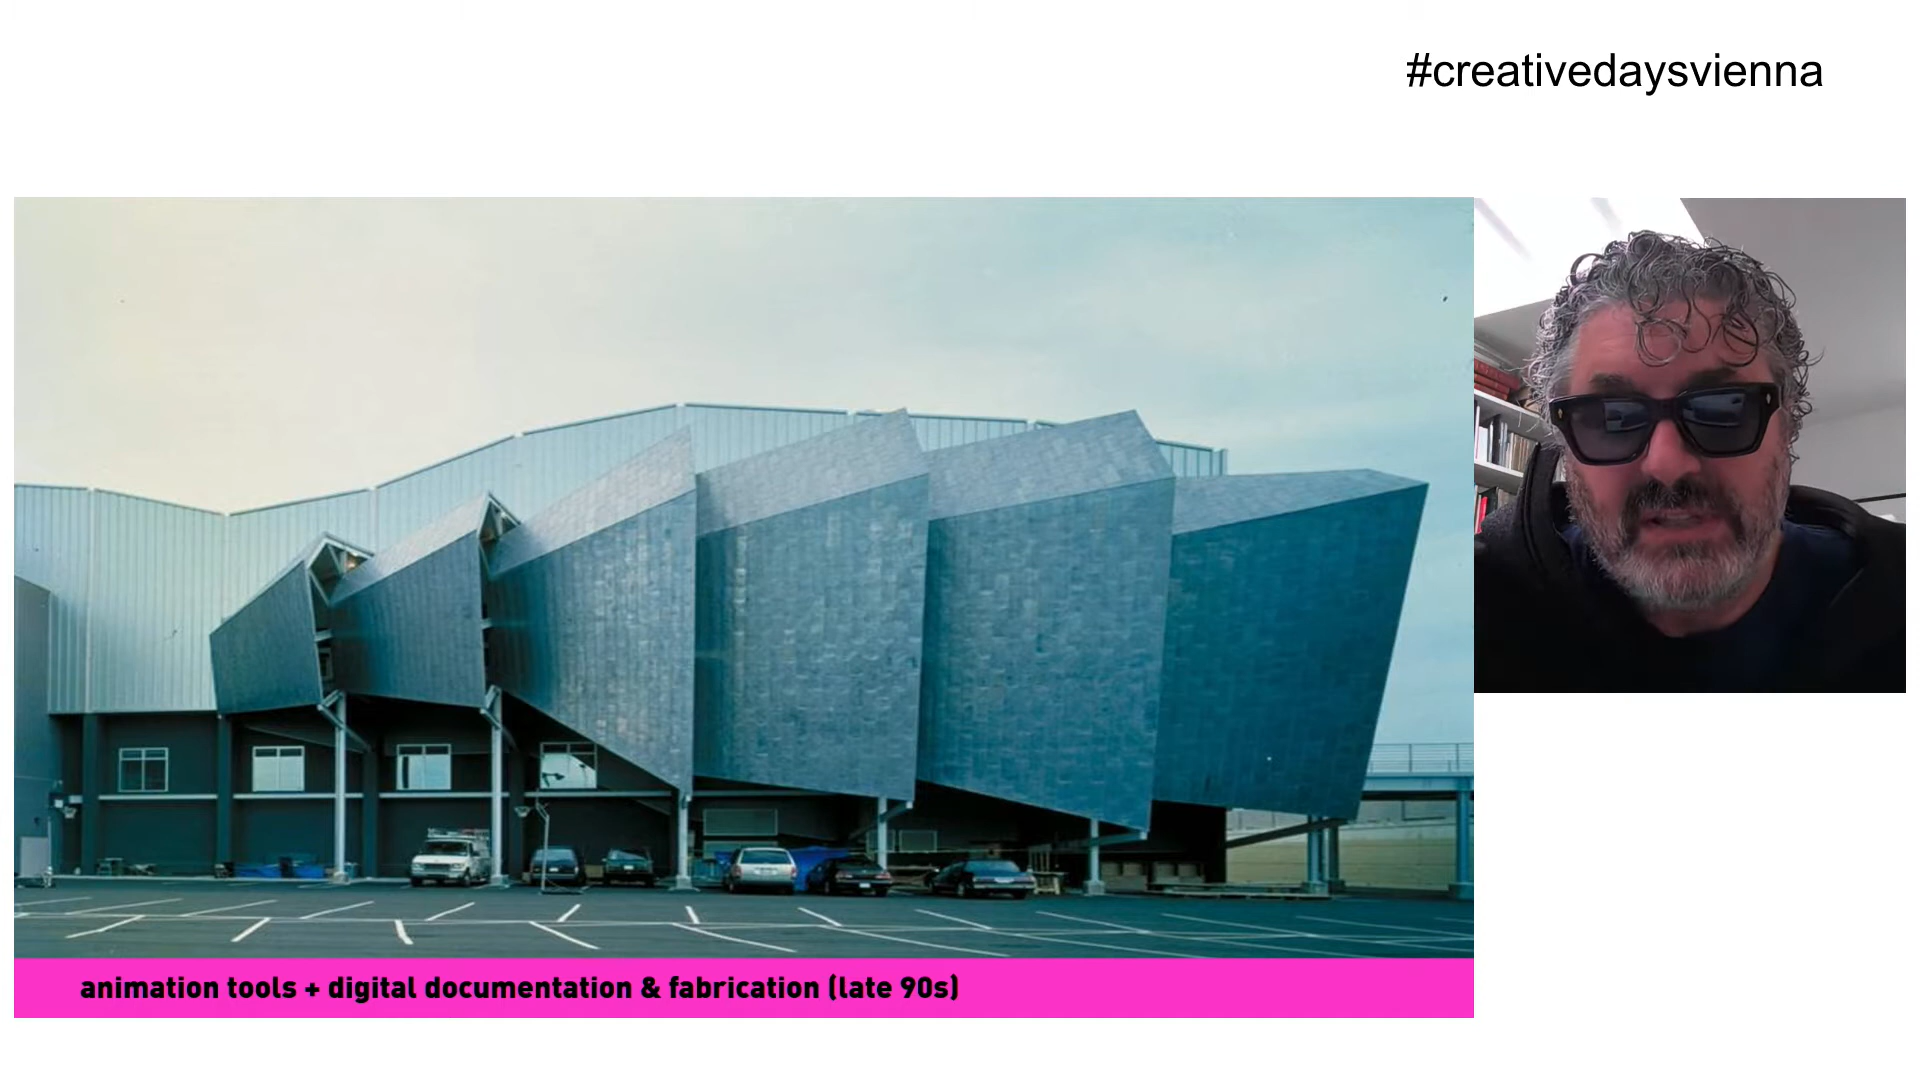 #creativedaysvienna
animation tools + digital documentation & fabrication (late 90s)